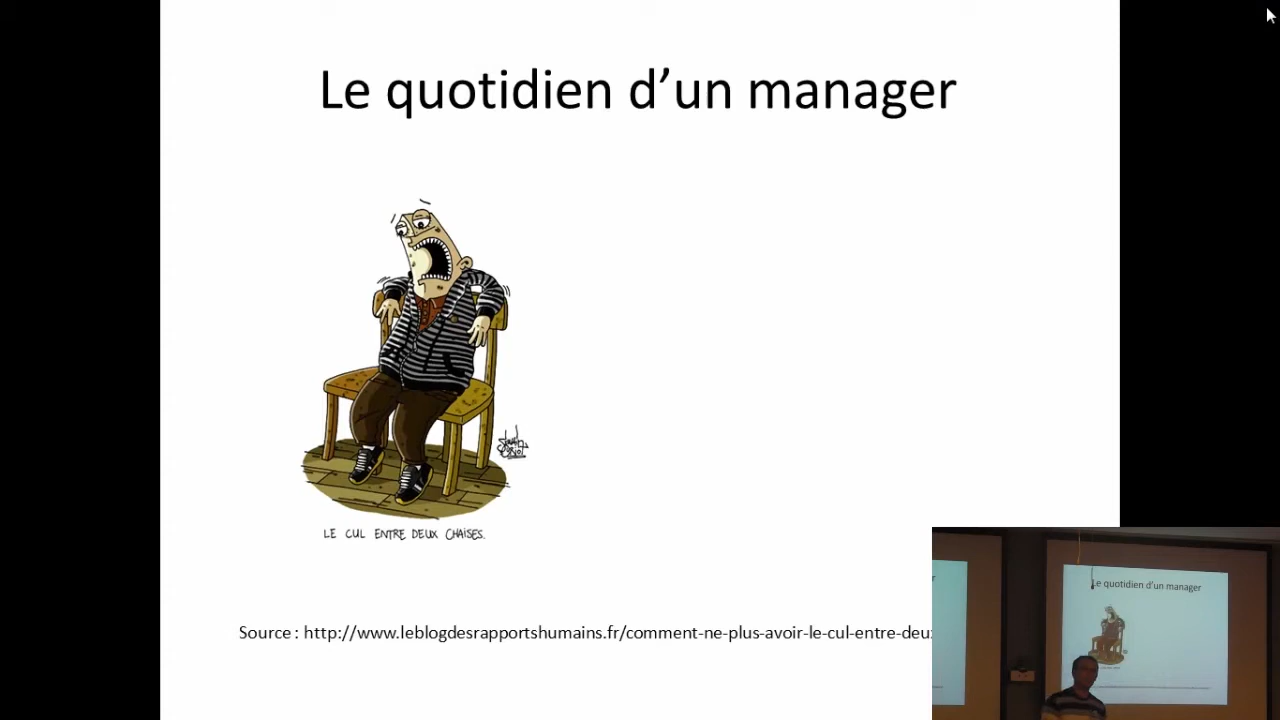 Le quotidien d’un manager
LE CUL ENTRE DEUX CHAISES.
Source : http://www.leblogdesrapportshumains.fr/comment-ne-plus-avoir-le-cul-entre-deu
Le quotidien d’un manager